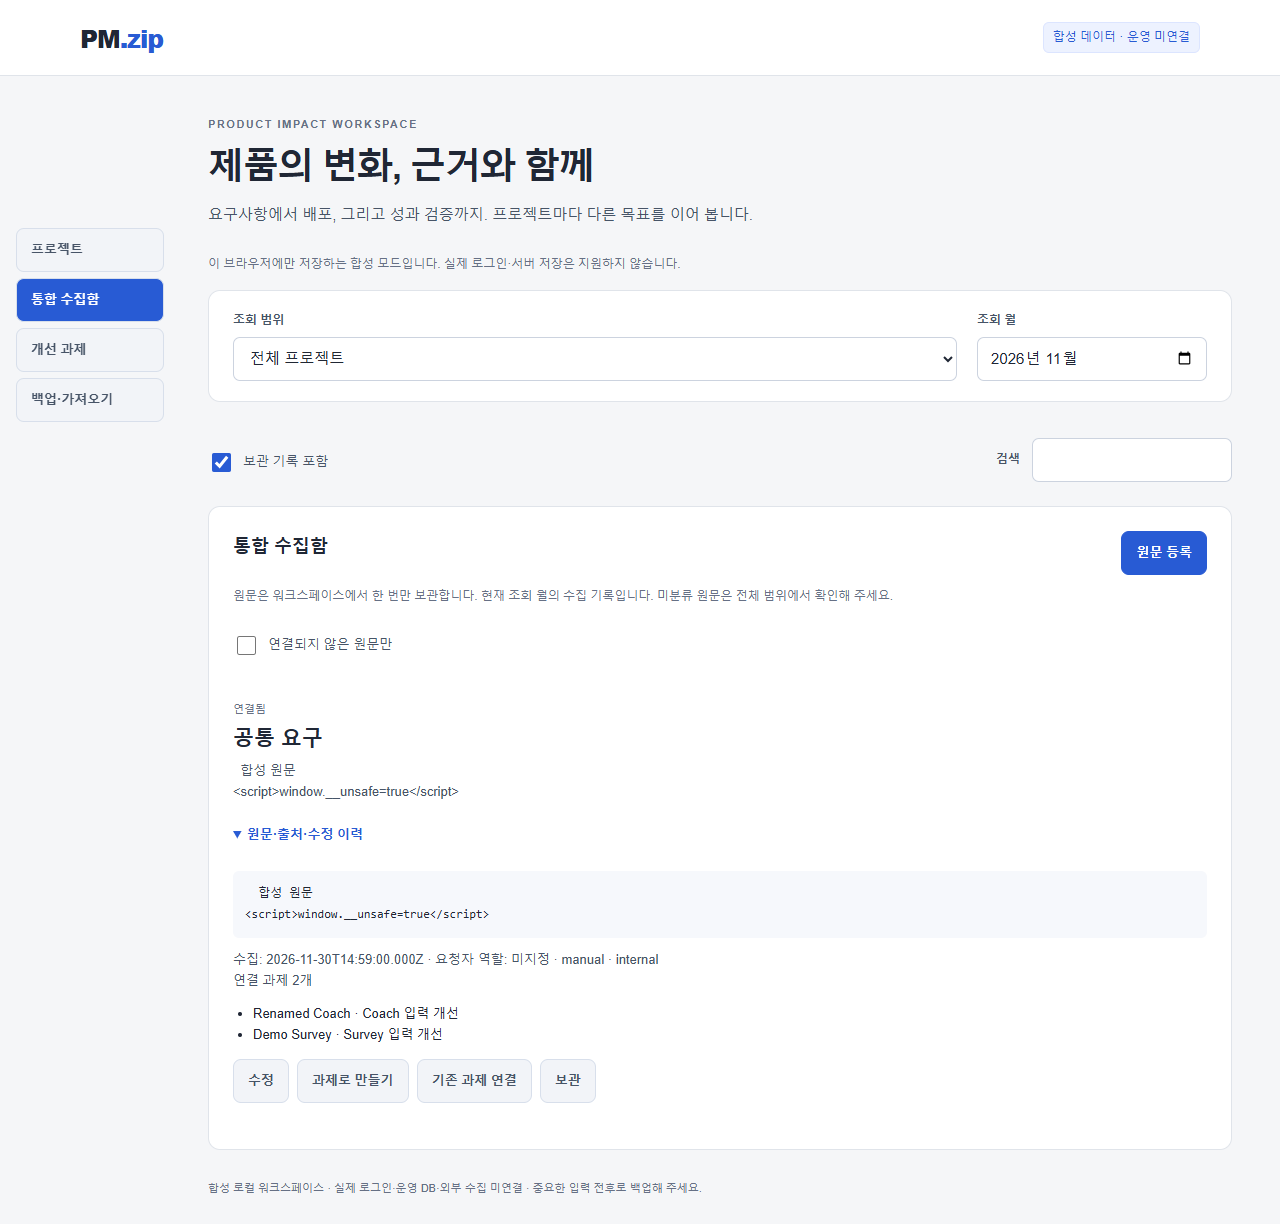 PM.zip
합성 데이터 · 운영 미연결
PRODUCT IMPACT WORKSPACE
제품의 변화, 근거와 함께
요구사항에서 배포, 그리고 성과 검증까지. 프로젝트마다 다른 목표를 이어 봅니다.
프로젝트
통합 수집함
개선 과제
백업·가져오기
이 브라우저에만 저장하는 합성 모드입니다. 실제 로그인·서버 저장은 지원하지 않습니다.
조회 범위
조회 월
전체 프로젝트
2026년 11월
보관 기록 포함
검색
통합 수집함
원문 등록
원문은 워크스페이스에서 한 번만 보관합니다. 현재 조회 월의 수집 기록입니다. 미분류 원문은 전체 범위에서 확인해 주세요.
연결되지 않은 원문만
연결됨
공통 요구
합성 원문
<script>window.__unsafe=true</script>
▼ 원문·출처·수정 이력
합성 원문
<script>window.__unsafe=true</script>
수집: 2026-11-30T14:59:00.000Z · 요청자 역할: 미지정 · manual · internal
연결 과제 2개
• Renamed Coach · Coach 입력 개선
• Demo Survey · Survey 입력 개선
수정
과제로 만들기
기존 과제 연결
보관
합성 로컬 워크스페이스 · 실제 로그인·운영 DB·외부 수집 미연결 · 중요한 입력 전후로 백업해 주세요.